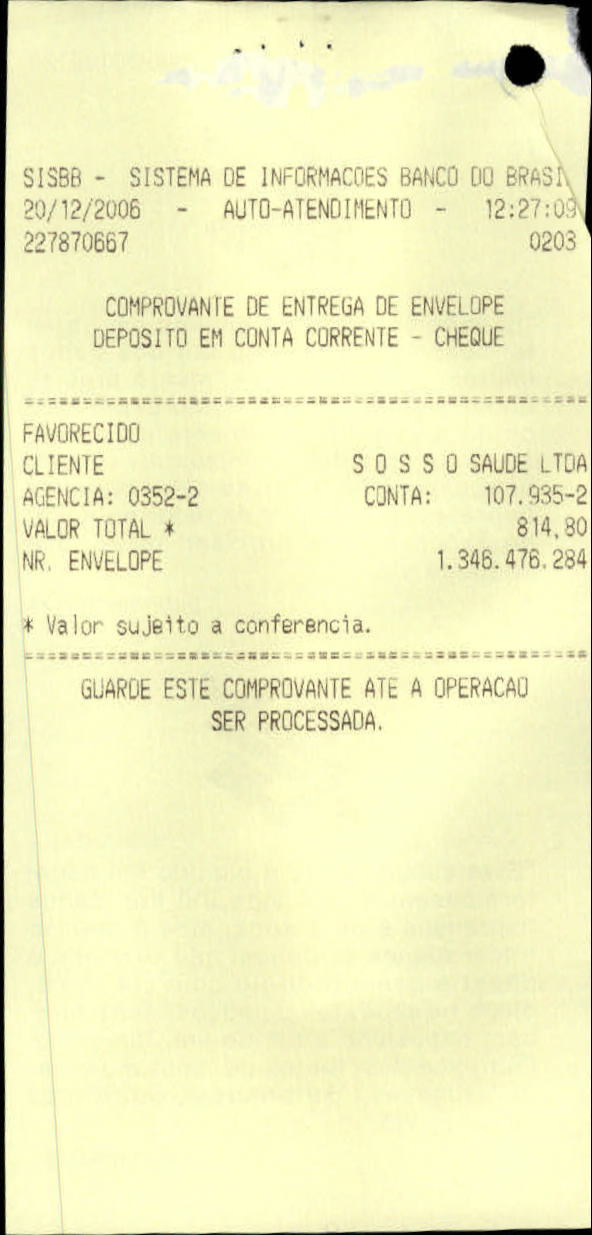 SISBB - SISTEMA DE INFORMACOES BANCO DO BRASI
20/12/2006 - AUTO-ATENDIMENTO - 12:27:09
227870667 0203
COMPROVANTE DE ENTREGA DE ENVELOPE
DEPOSITO EM CONTA CORRENTE - CHEQUE
================================================
FAVORECIDO
CLIENTE S O S S O SAUDE LTDA
AGENCIA: 0352-2 CONTA: 107.935-2
VALOR TOTAL * 814,80
NR. ENVELOPE 1.346.476.284
* Valor sujeito a conferencia.
================================================
GUARDE ESTE COMPROVANTE ATE A OPERACAO
SER PROCESSADA.